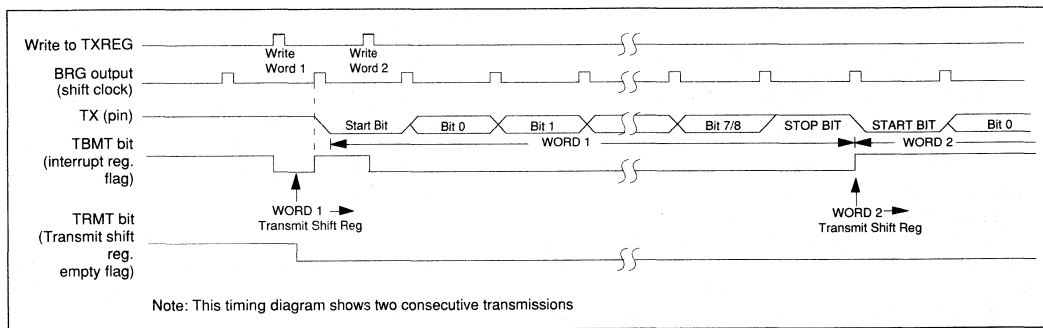 Write to TXREG
Write
Word 1
Write
Word 2
BRG output
(shift clock)
TX (pin)
Start Bit
Bit 0
Bit 1
Bit 7/8
STOP BIT
START BIT
Bit 0
WORD 1
WORD 2
TBMT bit
(interrupt reg.
flag)
WORD 1
Transmit Shift Reg
WORD 2
Transmit Shift Reg
TRMT bit
(Transmit shift
reg.
empty flag)
Note: This timing diagram shows two consecutive transmissions